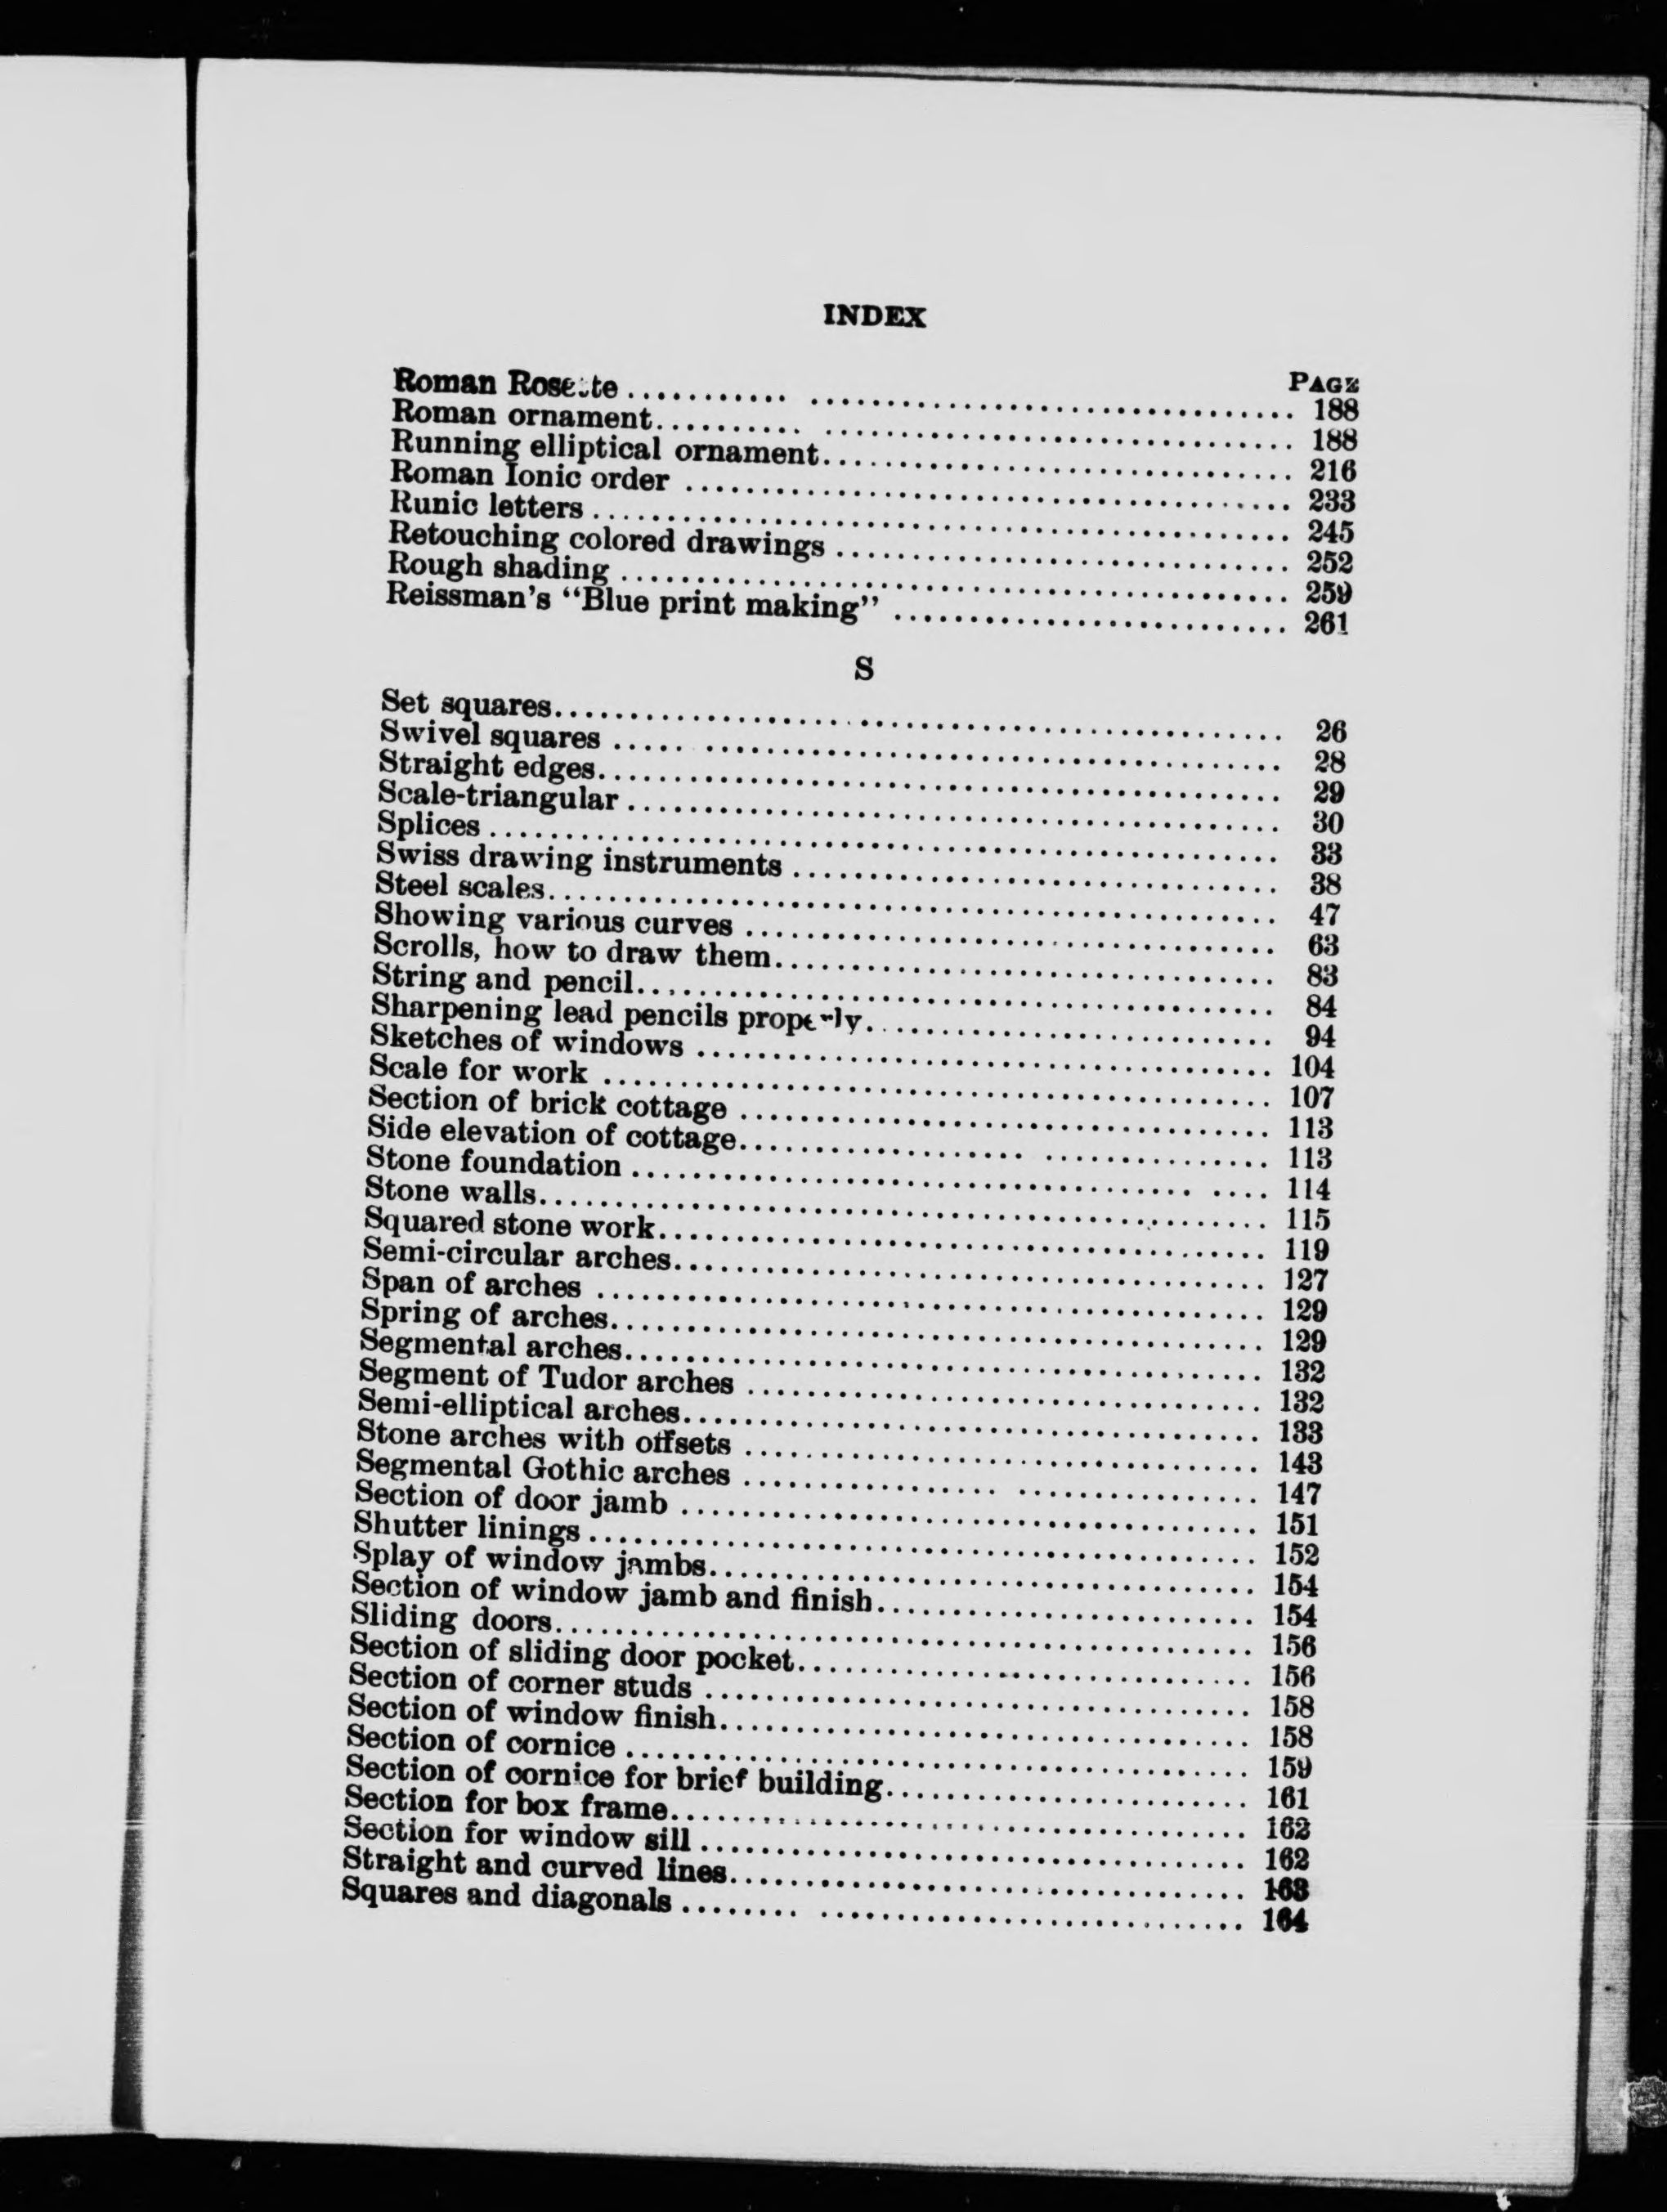 INDEX
PAGE
Roman Rosette ........... ................................ 188
Roman ornament.......... ............................... 188
Running elliptical ornament............................... 216
Roman Ionic order ........................................ 233
Runic letters .............................................. 245
Retouching colored drawings .............................. 252
Rough shading ............................................ 259
Reissman's "Blue print making" .......................... 261
S
Set squares................................................ 26
Swivel squares ..... ...................................... 28
Straight edges............................................. 29
Scale-triangular ........................................... 30
Splices .................................................... 33
Swiss drawing instruments ................................ 38
Steel scales................................................ 47
Showing various curves ................................... 63
Scrolls, how to draw them................................. 83
String and pencil.......................................... 84
Sharpening lead pencils properly........................... 94
Sketches of windows ...................................... 104
Scale for work ............................................ 107
Section of brick cottage ................................... 113
Side elevation of cottage................... ............... 113
Stone foundation ..................................... .... 114
Stone walls................................................ 115
Squared stone work........................................ 119
Semi-circular arches....................................... 127
Span of arches ............................................ 129
Spring of arches........................................... 129
Segmental arches.......................................... 132
Segment of Tudor arches .................................. 132
Semi-elliptical arches...................................... 133
Stone arches with offsets .................................. 143
Segmental Gothic arches ................. ................ 147
Section of door jamb ...................................... 151
Shutter linings ............................................ 152
Splay of window jambs.................................... 154
Section of window jamb and finish......................... 154
Sliding doors.............................................. 156
Section of sliding door pocket.............................. 156
Section of corner studs .................................... 158
Section of window finish................................... 158
Section of cornice ......................................... 159
Section of cornice for brief building........................ 161
Section for box frame...................................... 162
Section for window sill .................................... 162
Straight and curved lines.................................. 163
Squares and diagonals ........ ............................ 164